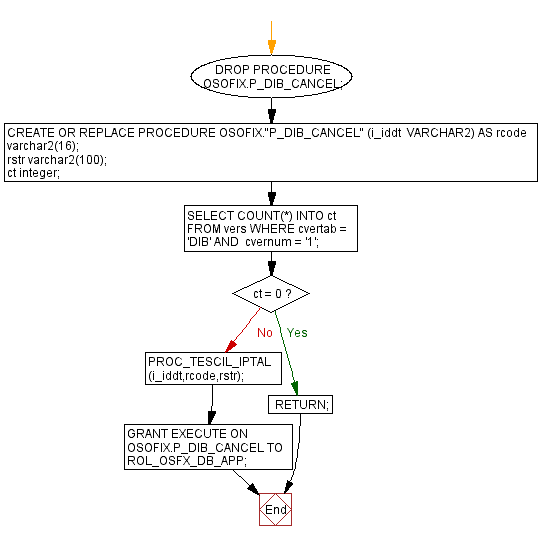 DROP PROCEDURE
OSOFIX.P_DIB_CANCEL;
CREATE OR REPLACE PROCEDURE OSOFIX."P_DIB_CANCEL" (i_iddt VARCHAR2) AS rcode
varchar2(16);
rstr varchar2(100);
ct integer;
SELECT COUNT(*) INTO ct
FROM vers WHERE cvertab =
'DIB' AND cvernum = '1';
ct = 0 ?
No
Yes
PROC_TESCIL_IPTAL
(i_iddt,rcode,rstr);
RETURN;
GRANT EXECUTE ON
OSOFIX.P_DIB_CANCEL TO
ROL_OSFX_DB_APP;
End